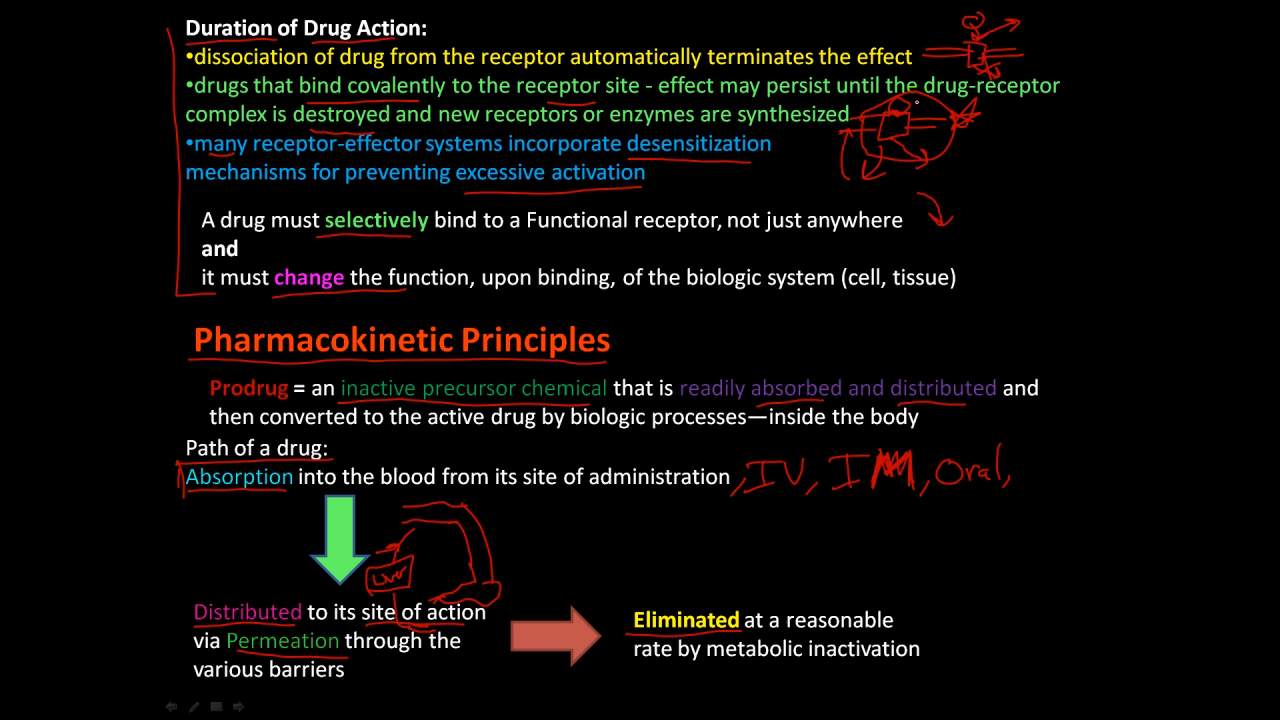 Duration of Drug Action:
•dissociation of drug from the receptor automatically terminates the effect
•drugs that bind covalently to the receptor site - effect may persist until the drug-receptor
complex is destroyed and new receptors or enzymes are synthesized
•many receptor-effector systems incorporate desensitization
mechanisms for preventing excessive activation
A drug must selectively bind to a Functional receptor, not just anywhere
and
it must change the function, upon binding, of the biologic system (cell, tissue)
Pharmacokinetic Principles
Prodrug = an inactive precursor chemical that is readily absorbed and distributed and
then converted to the active drug by biologic processes—inside the body
Path of a drug:
Absorption into the blood from its site of administration , IV, IM, Oral,
Distributed to its site of action
via Permeation through the
various barriers
Eliminated at a reasonable
rate by metabolic inactivation